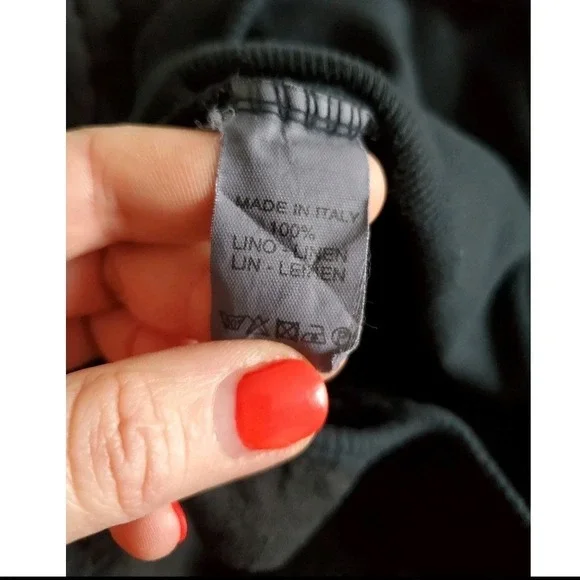 MADE IN ITALY
100%
LINO - LINEN
LIN - LEINEN